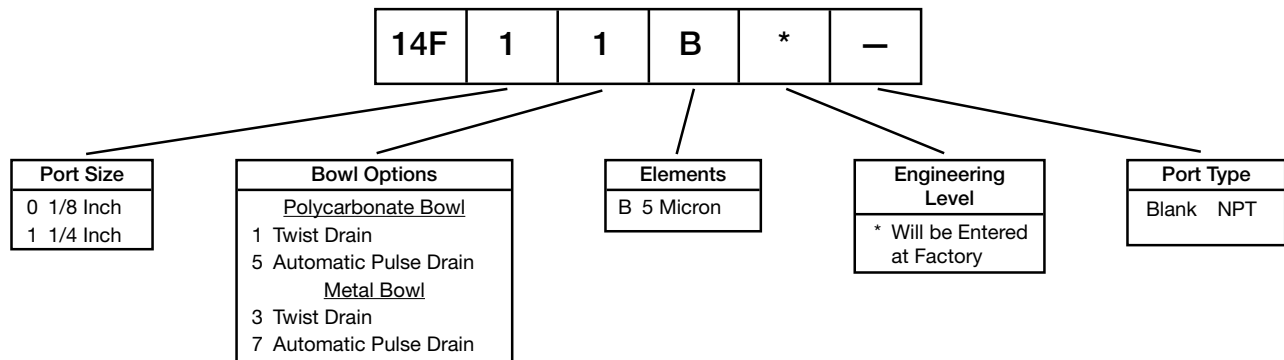 14F 1 1 B * —
Port Size
0 1/8 Inch
1 1/4 Inch
Bowl Options
Polycarbonate Bowl
1 Twist Drain
5 Automatic Pulse Drain
Metal Bowl
3 Twist Drain
7 Automatic Pulse Drain
Elements
B 5 Micron
Engineering
Level
* Will be Entered
at Factory
Port Type
Blank NPT